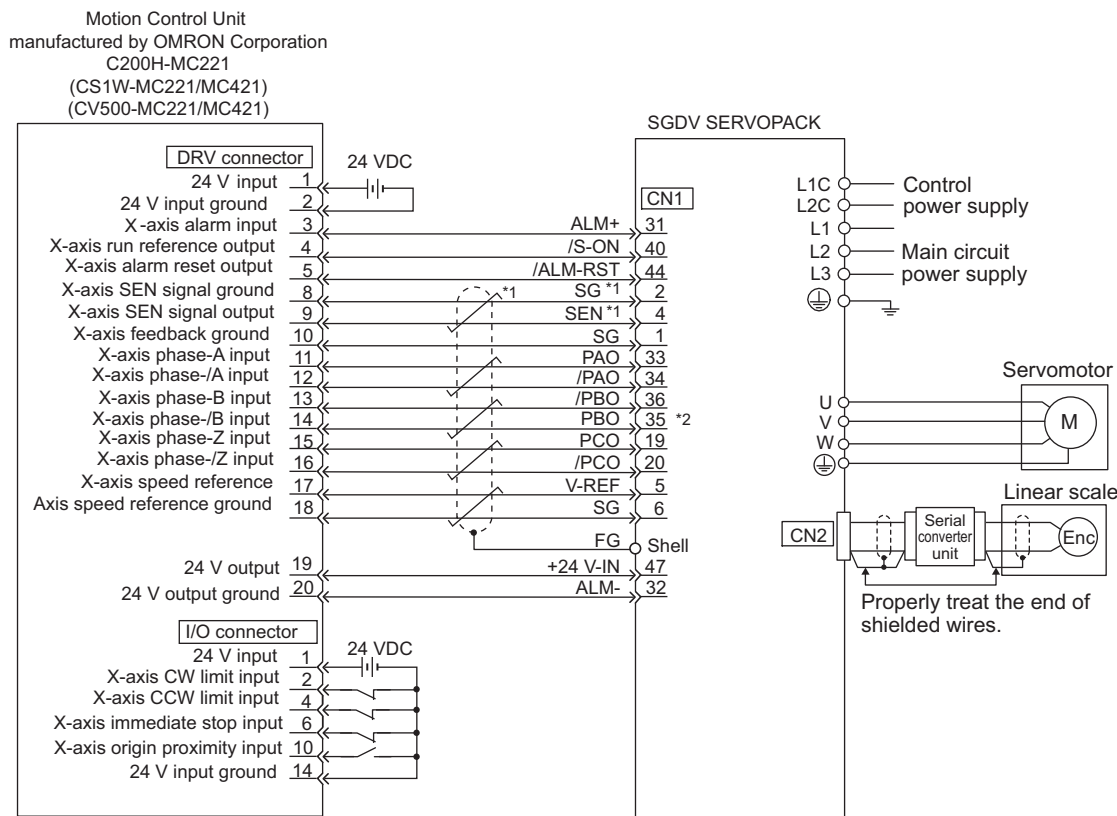 Motion Control Unit
manufactured by OMRON Corporation
C200H-MC221
(CS1W-MC221/MC421)
(CV500-MC221/MC421)
SGDV SERVOPACK
DRV connector
24 VDC
24 V input 1
24 V input ground 2
X-axis alarm input 3 ALM+ 31
X-axis run reference output 4 /S-ON 40
X-axis alarm reset output 5 /ALM-RST 44
X-axis SEN signal ground 8 *1 SG *1 2
X-axis SEN signal output 9 SEN *1 4
X-axis feedback ground 10 SG 1
X-axis phase-A input 11 PAO 33
X-axis phase-/A input 12 /PAO 34
X-axis phase-B input 13 /PBO 36
X-axis phase-/B input 14 PBO 35 *2
X-axis phase-Z input 15 PCO 19
X-axis phase-/Z input 16 /PCO 20
X-axis speed reference 17 V-REF 5
Axis speed reference ground 18 SG 6
FG Shell
24 V output 19 +24 V-IN 47
24 V output ground 20 ALM- 32
I/O connector
24 VDC
24 V input 1
X-axis CW limit input 2
X-axis CCW limit input 4
X-axis immediate stop input 6
X-axis origin proximity input 10
24 V input ground 14
CN1
L1C
L2C
Control
power supply
L1
L2
L3
Main circuit
power supply
Servomotor
U
V
W
M
Linear scale
CN2
Serial
converter
unit
Enc
Properly treat the end of
shielded wires.